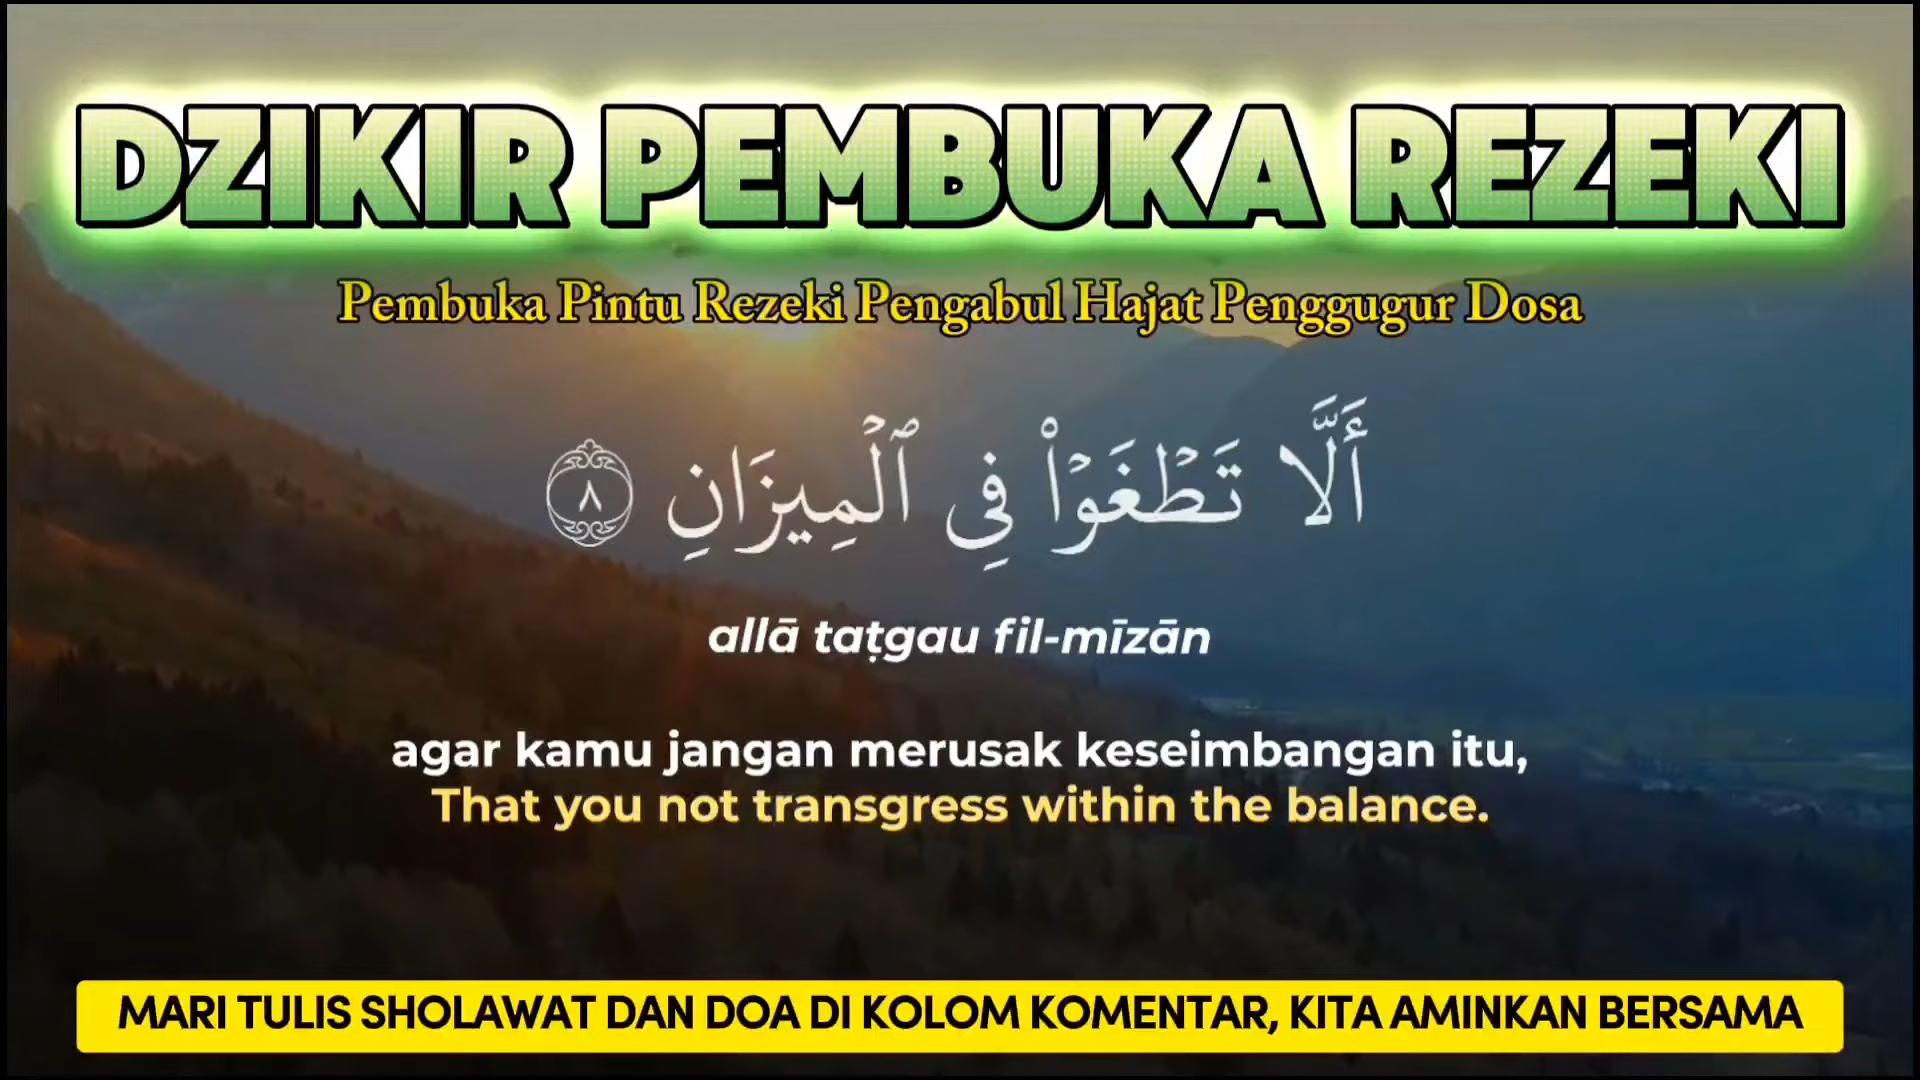 DZIKIR PEMBUKA REZEKI
Pembuka Pintu Rezeki Pengabul Hajat Penggugur Dosa
أَلَّا تَطْغَوْا۟ فِى ٱلْمِيزَانِ ٨
allā taṭgau fil-mīzān
agar kamu jangan merusak keseimbangan itu,
That you not transgress within the balance.
MARI TULIS SHOLAWAT DAN DOA DI KOLOM KOMENTAR, KITA AMINKAN BERSAMA